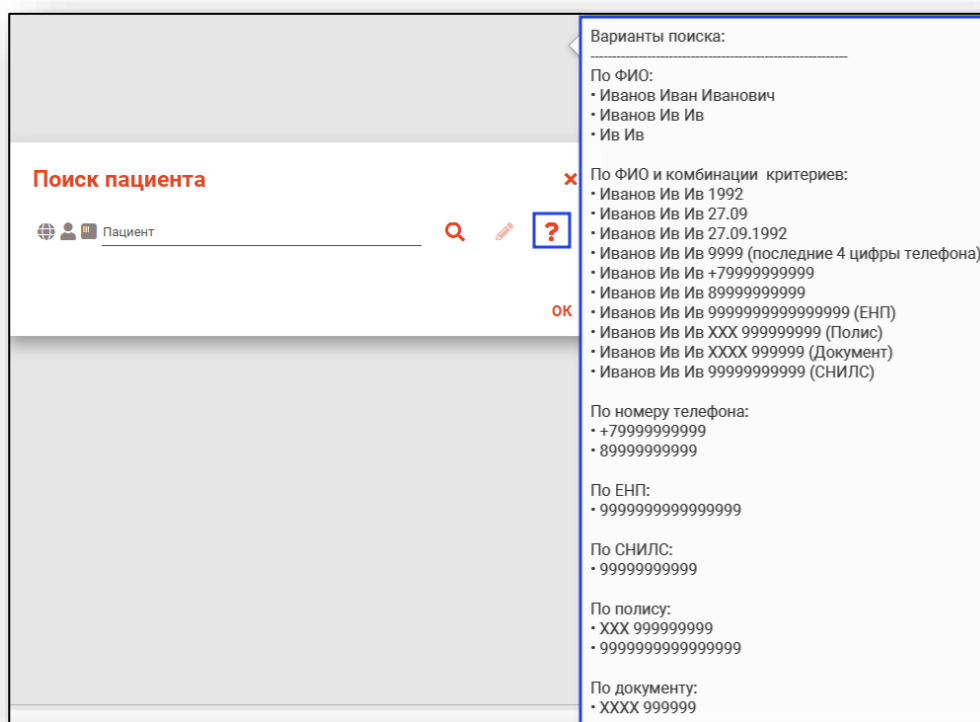 Поиск пациента
Пациент
?
ОК
Варианты поиска:
По ФИО:
• Иванов Иван Иванович
• Иванов Ив Ив
• Ив Ив
По ФИО и комбинации критериев:
• Иванов Ив Ив 1992
• Иванов Ив Ив 27.09
• Иванов Ив Ив 27.09.1992
• Иванов Ив Ив 9999 (последние 4 цифры телефона)
• Иванов Ив Ив +79999999999
• Иванов Ив Ив 89999999999
• Иванов Ив Ив 9999999999999999 (ЕНП)
• Иванов Ив Ив XXX 999999999 (Полис)
• Иванов Ив Ив XXXX 999999 (Документ)
• Иванов Ив Ив 99999999999 (СНИЛС)
По номеру телефона:
• +79999999999
• 89999999999
По ЕНП:
• 9999999999999999
По СНИЛС:
• 99999999999
По полису:
• XXX 999999999
• 9999999999999999
По документу:
• XXXX 999999